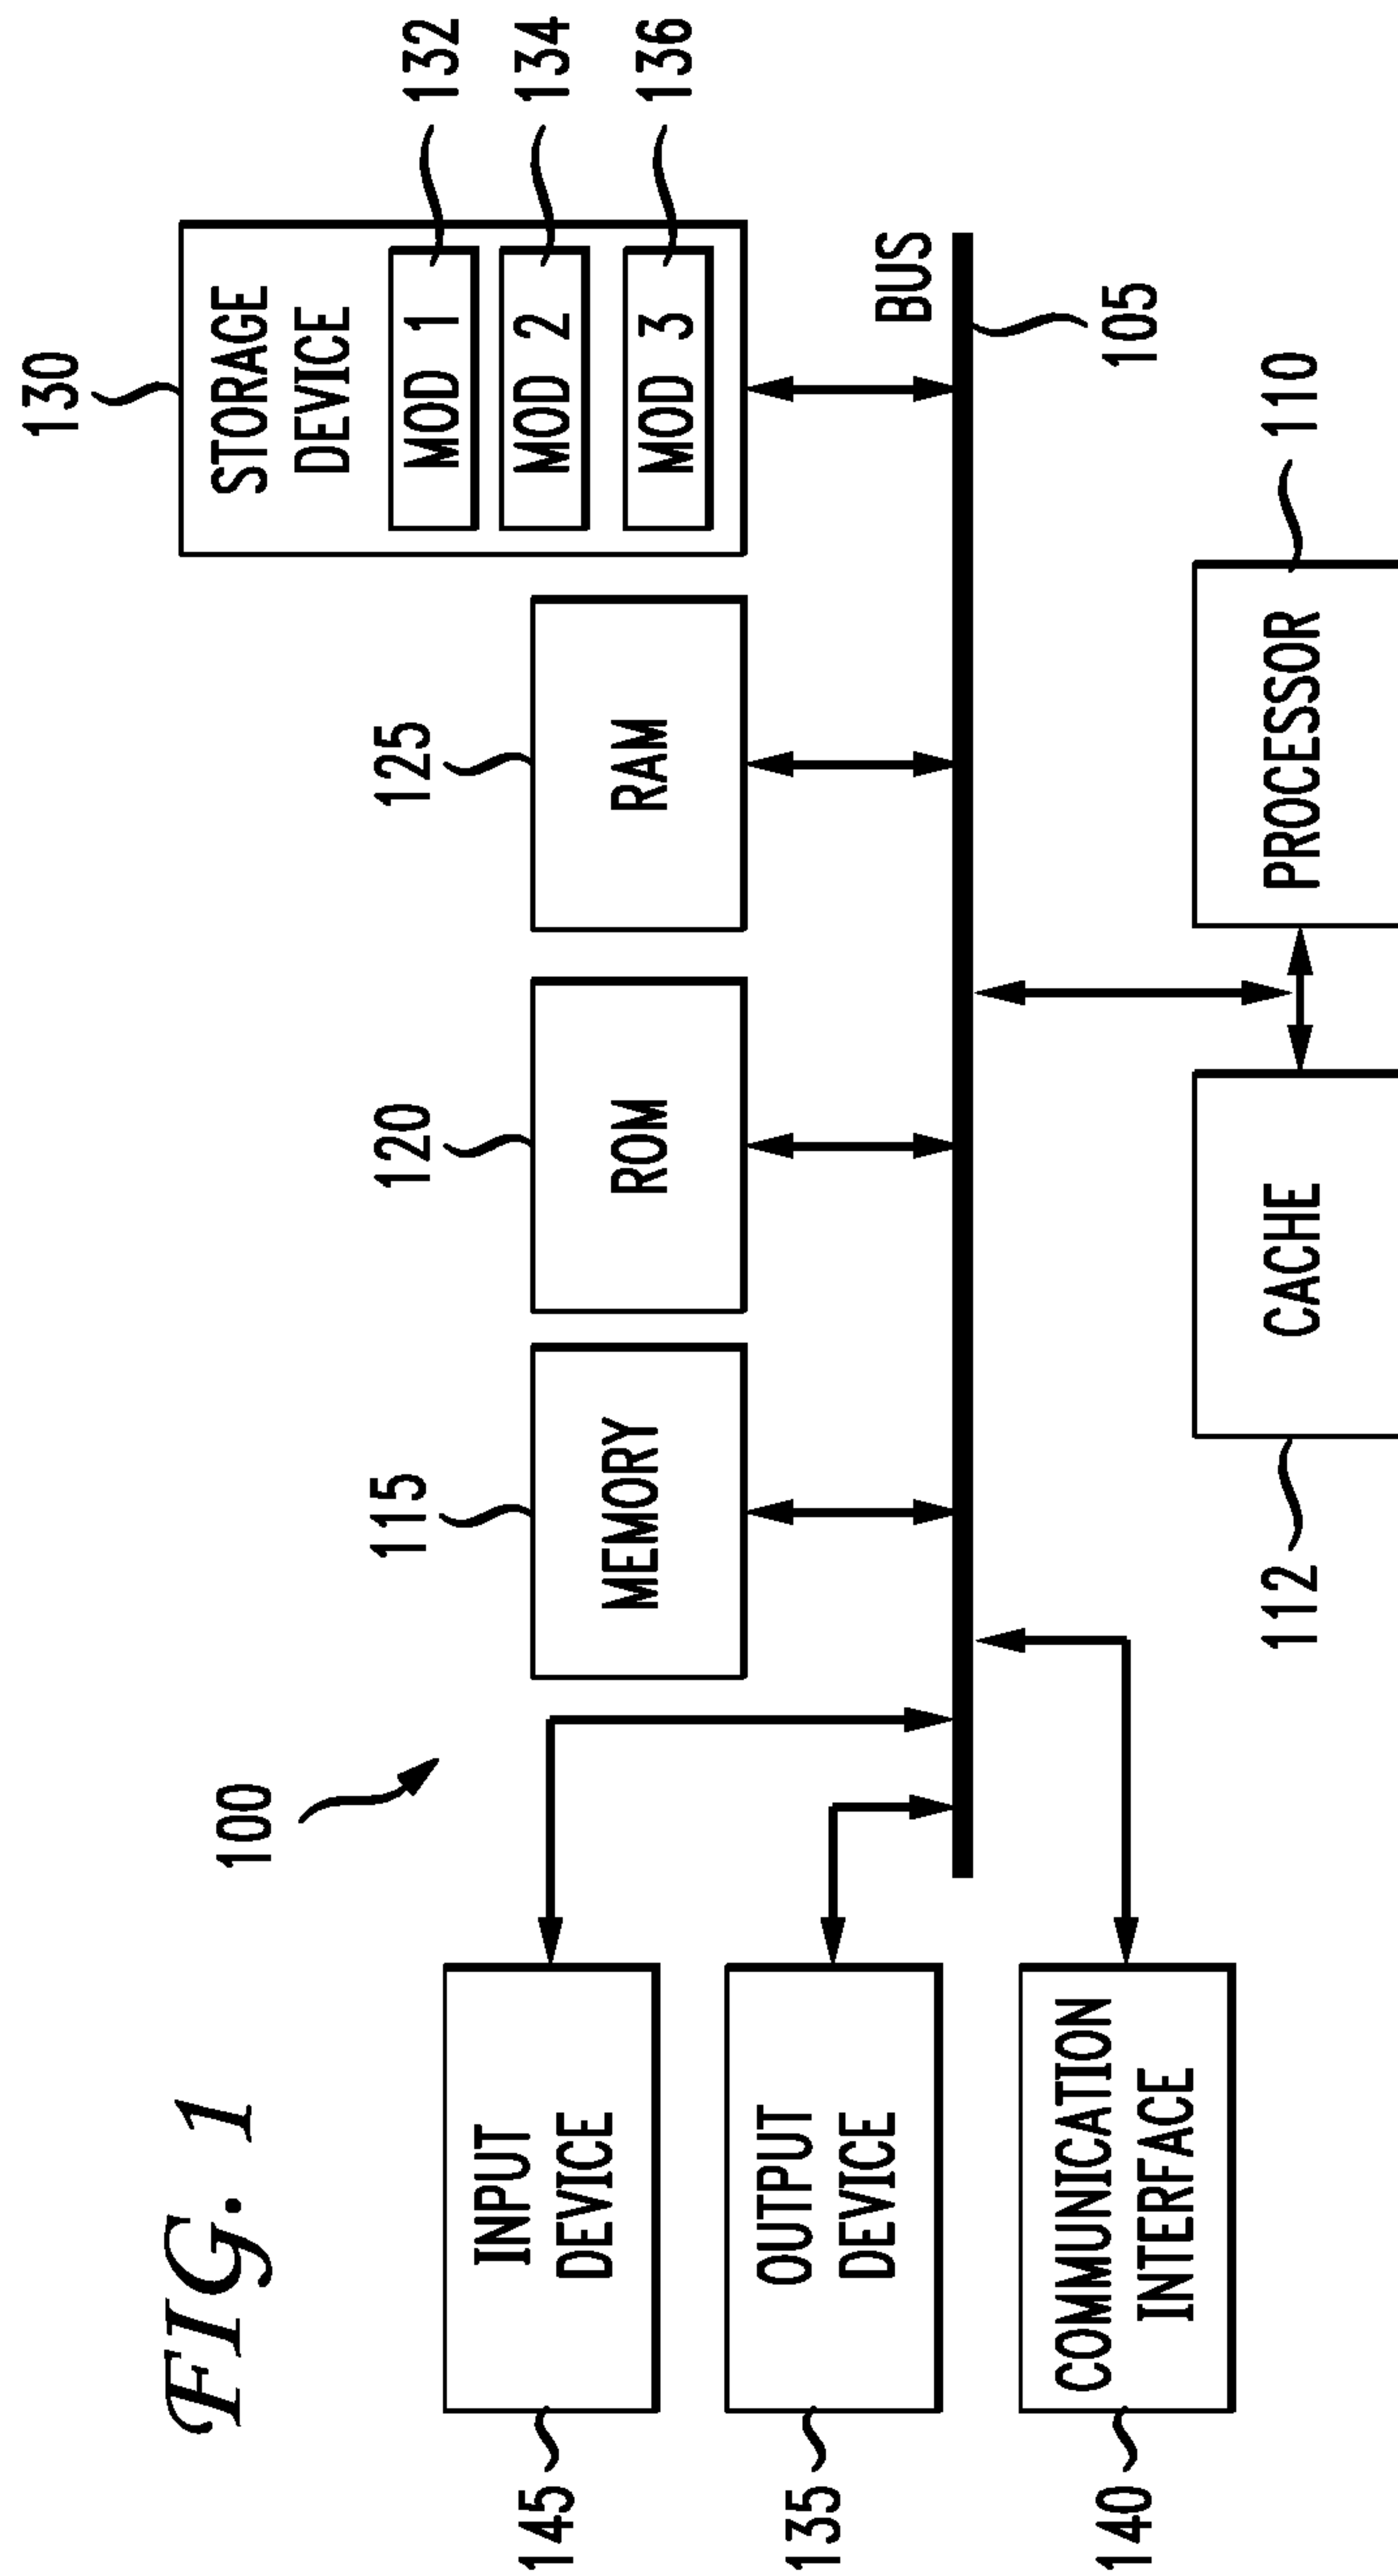 FIG. 1
130
STORAGE
DEVICE
MOD 1
132
MOD 2
134
MOD 3
136
100
115
MEMORY
120
ROM
125
RAM
145
INPUT
DEVICE
135
OUTPUT
DEVICE
140
COMMUNICATION
INTERFACE
BUS
105
112
CACHE
PROCESSOR
110